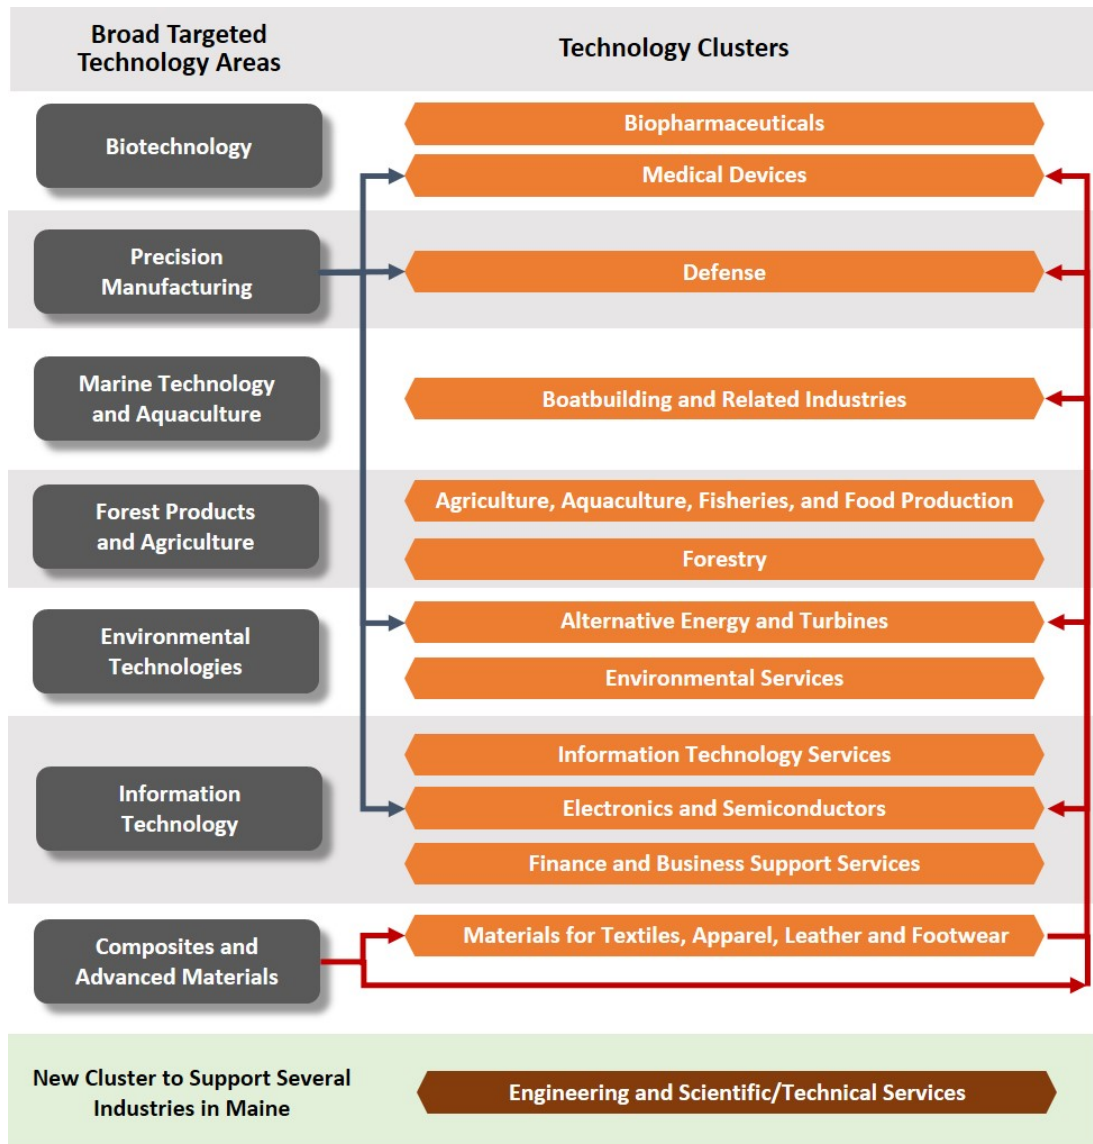 Broad Targeted
Technology Areas
Technology Clusters
Biotechnology
Biopharmaceuticals
Medical Devices
Precision
Manufacturing
Defense
Marine Technology
and Aquaculture
Boatbuilding and Related Industries
Forest Products
and Agriculture
Agriculture, Aquaculture, Fisheries, and Food Production
Forestry
Environmental
Technologies
Alternative Energy and Turbines
Environmental Services
Information
Technology
Information Technology Services
Electronics and Semiconductors
Finance and Business Support Services
Composites and
Advanced Materials
Materials for Textiles, Apparel, Leather and Footwear
New Cluster to Support Several
Industries in Maine
Engineering and Scientific/Technical Services